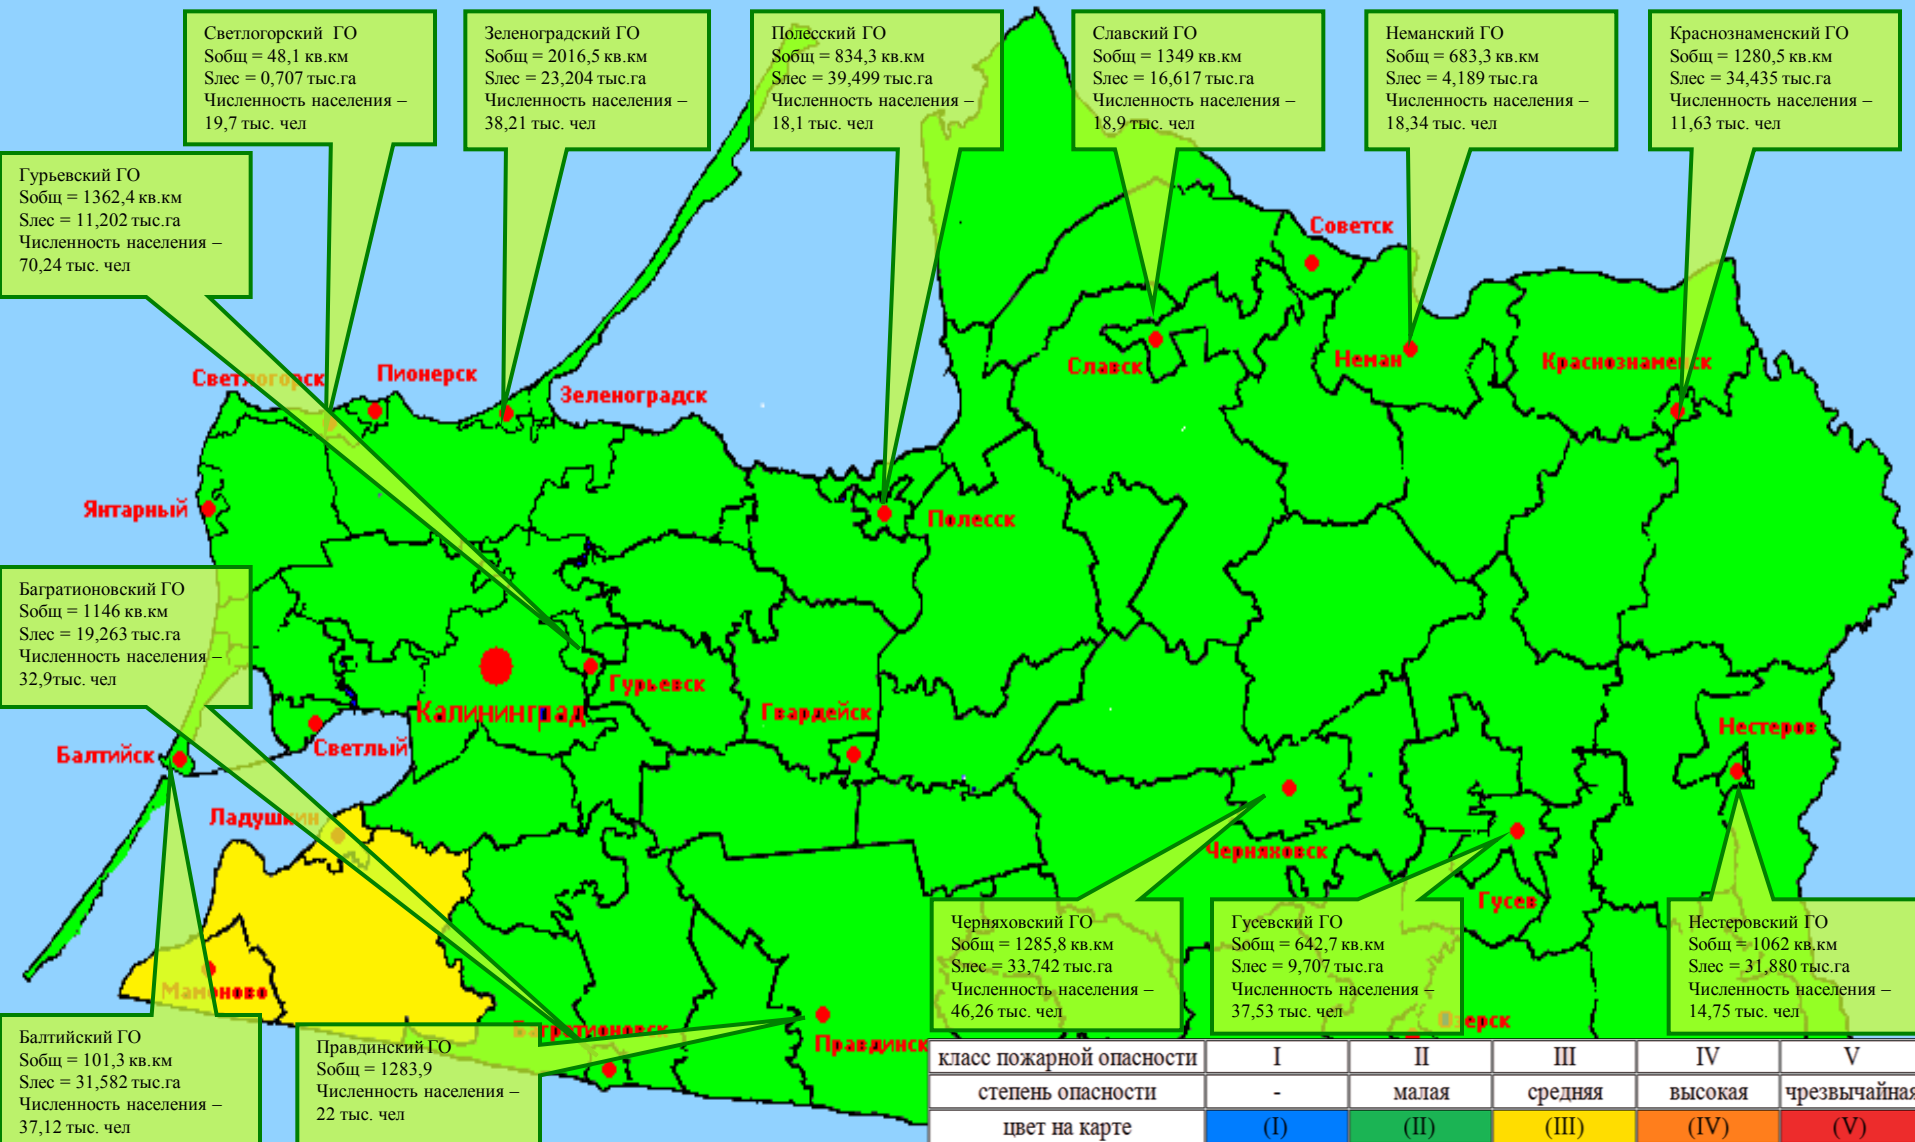 Светлогорский ГО
Sобщ = 48,1 кв.км
Sлес = 0,707 тыс.га
Численность населения –
19,7 тыс. чел
Зеленоградский ГО
Sобщ = 2016,5 кв.км
Sлес = 23,204 тыс.га
Численность населения –
38,21 тыс. чел
Полесский ГО
Sобщ = 834,3 кв.км
Sлес = 39,499 тыс.га
Численность населения –
18,1 тыс. чел
Славский ГО
Sобщ = 1349 кв.км
Sлес = 16,617 тыс.га
Численность населения –
18,9 тыс. чел
Неманский ГО
Sобщ = 683,3 кв.км
Sлес = 4,189 тыс.га
Численность населения –
18,34 тыс. чел
Краснознаменский ГО
Sобщ = 1280,5 кв.км
Sлес = 34,435 тыс.га
Численность населения –
11,63 тыс. чел
Гурьевский ГО
Sобщ = 1362,4 кв.км
Sлес = 11,202 тыс.га
Численность населения –
70,24 тыс. чел
Советск
Славск
Неман
Краснознаменск
Светлогорск
Пионерск
Зеленоградск
Янтарный
Полесск
Багратионовский ГО
Sобщ = 1146 кв.км
Sлес = 19,263 тыс.га
Численность населения –
32,9тыс. чел
Гурьевск
Калининград
Гвардейск
Нестеров
Светлый
Балтийск
Ладушкин
Черняховск
Гусев
Мамоново
Черняховский ГО
Sобщ = 1285,8 кв.км
Sлес = 33,742 тыс.га
Численность населения –
46,26 тыс. чел
Гусевский ГО
Sобщ = 642,7 кв.км
Sлес = 9,707 тыс.га
Численность населения –
37,53 тыс. чел
Нестеровский ГО
Sобщ = 1062 кв.км
Sлес = 31,880 тыс.га
Численность населения –
14,75 тыс. чел
Озерск
Багратионовск
Правдинск
Балтийский ГО
Sобщ = 101,3 кв.км
Sлес = 31,582 тыс.га
Численность населения –
37,12 тыс. чел
Правдинский ГО
Sобщ = 1283,9
Численность населения –
22 тыс. чел
класс пожарной опасности I II III IV V
степень опасности - малая средняя высокая чрезвычайная
цвет на карте (I) (II) (III) (IV) (V)